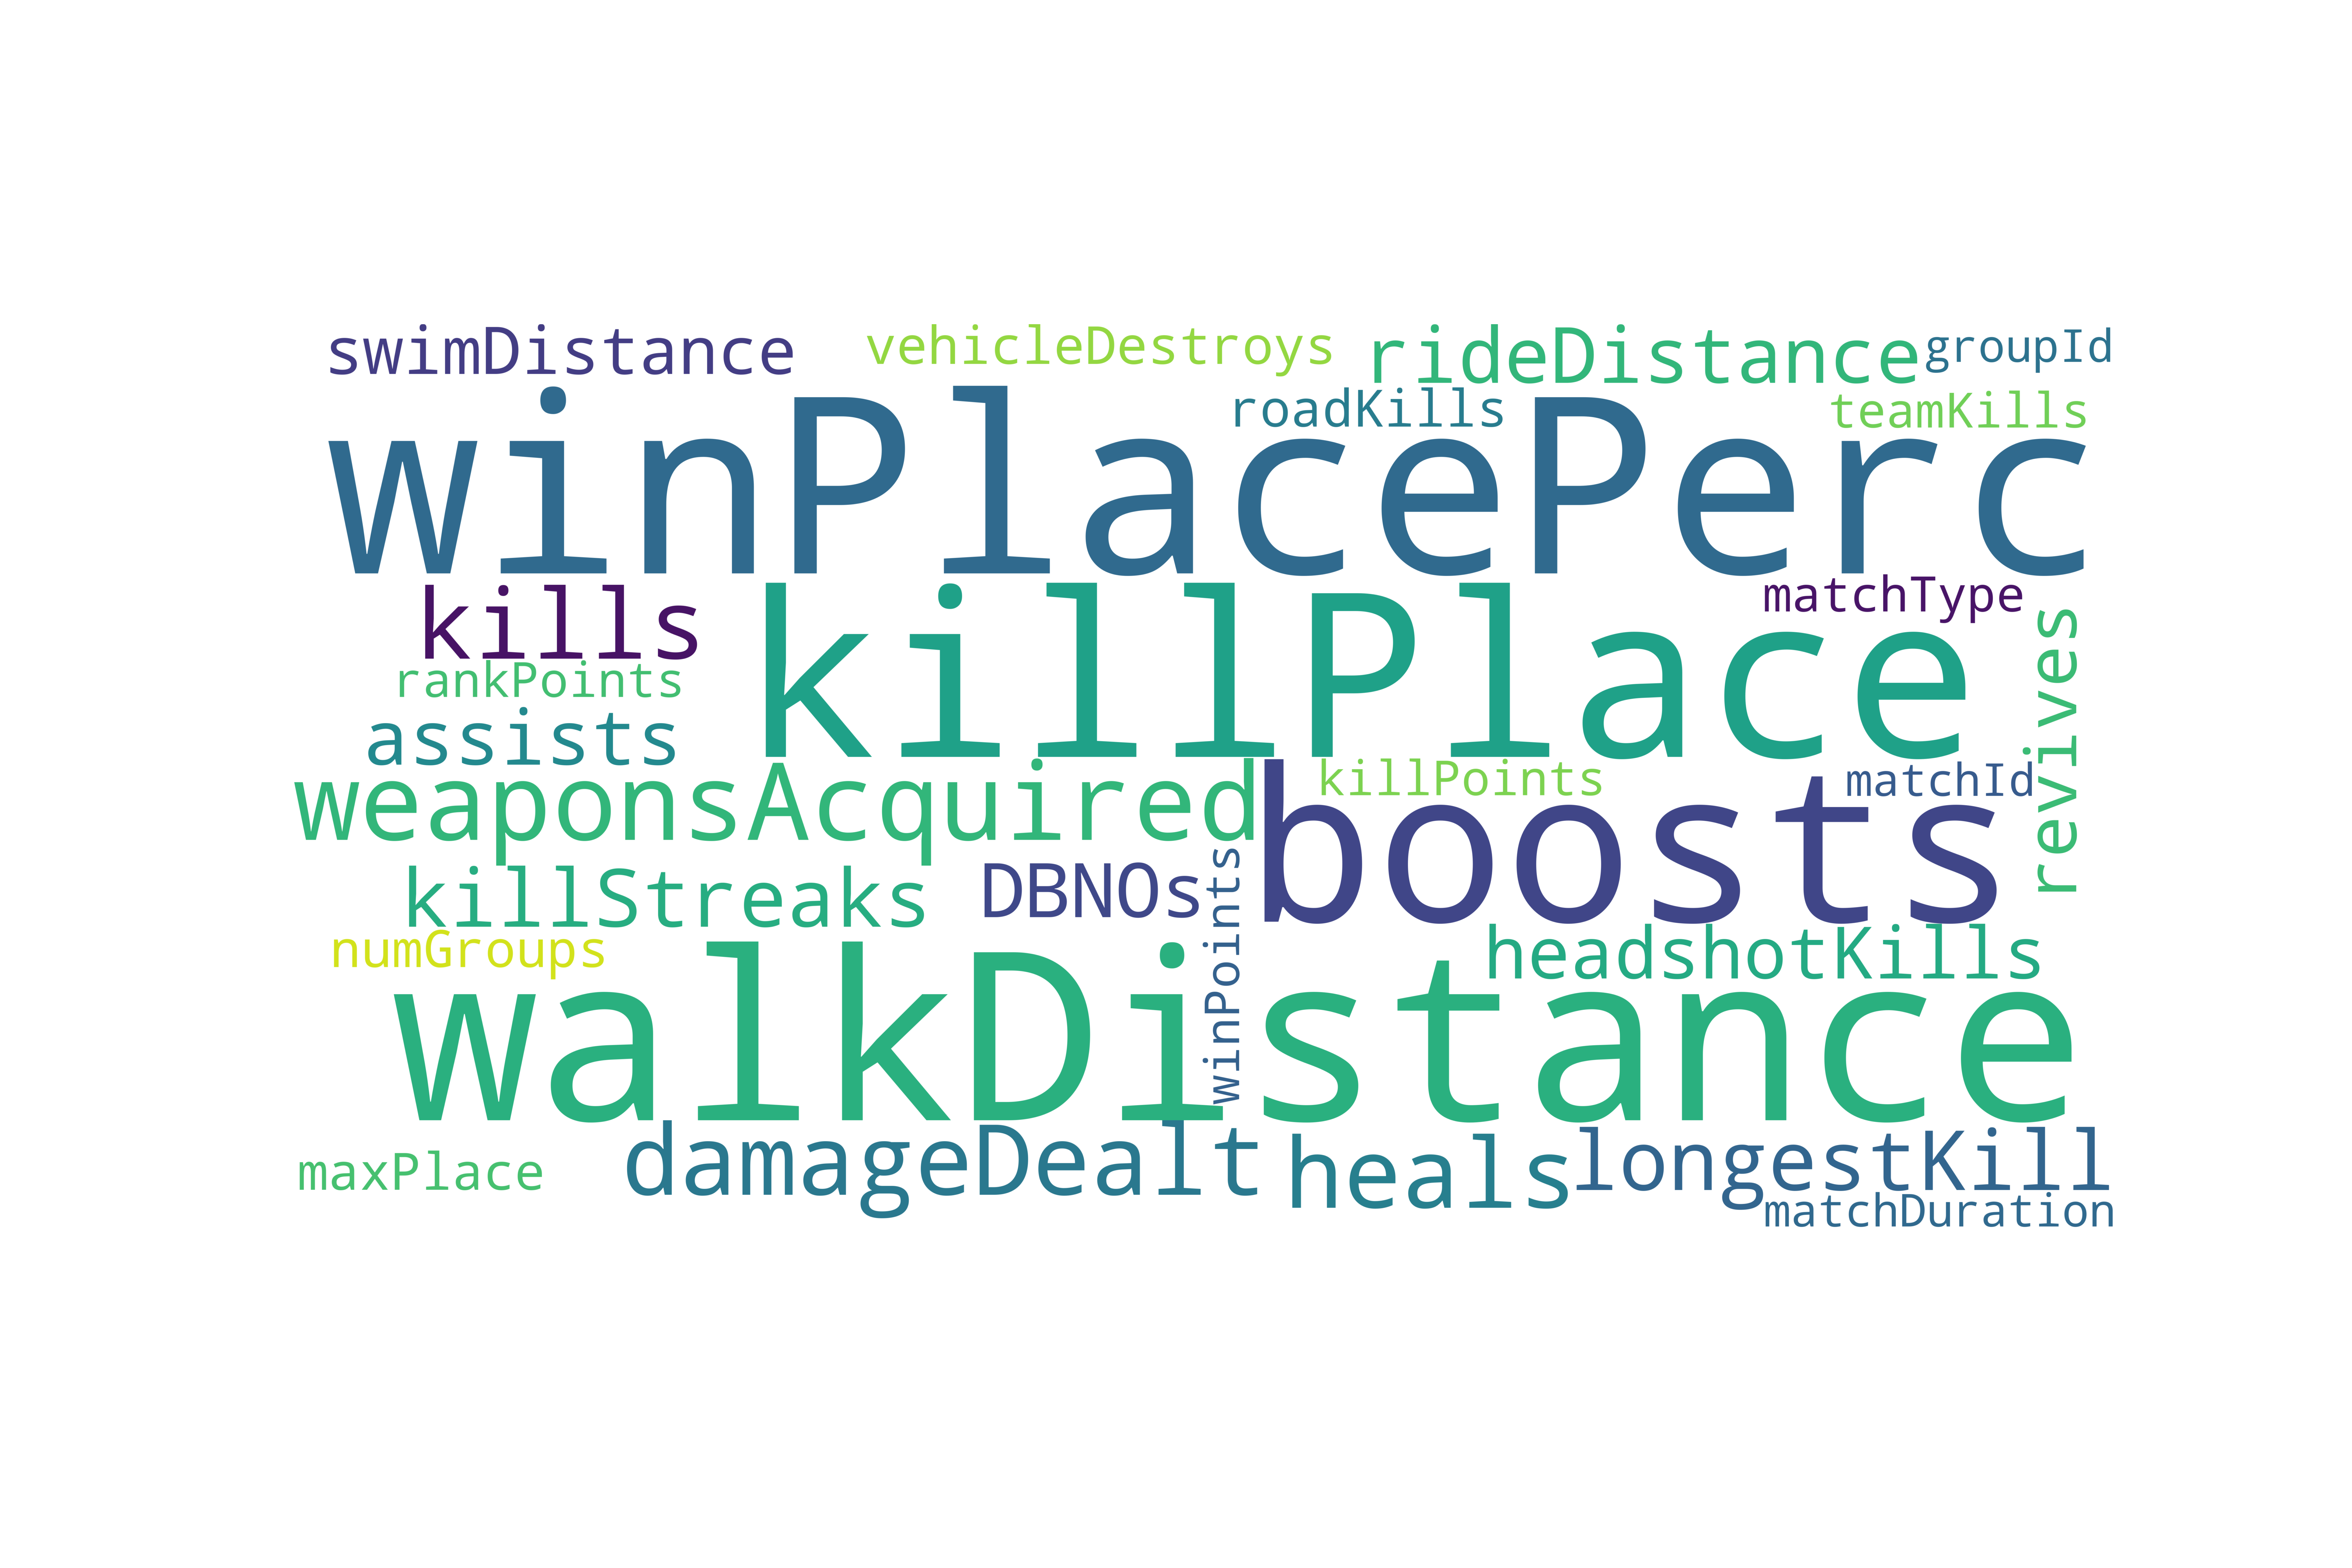 swimDistance
vehicleDestroys
rideDistance
groupId
roadKills
teamKills
winPlacePerc
kills
killPlace
matchType
revives
rankPoints
assists
weaponsAcquired
killPoints
matchId
boosts
killStreaks
DBNOs
winPoints
numGroups
headshotKills
walkDistance
maxPlace
damageDealt
heals
longestKill
matchDuration